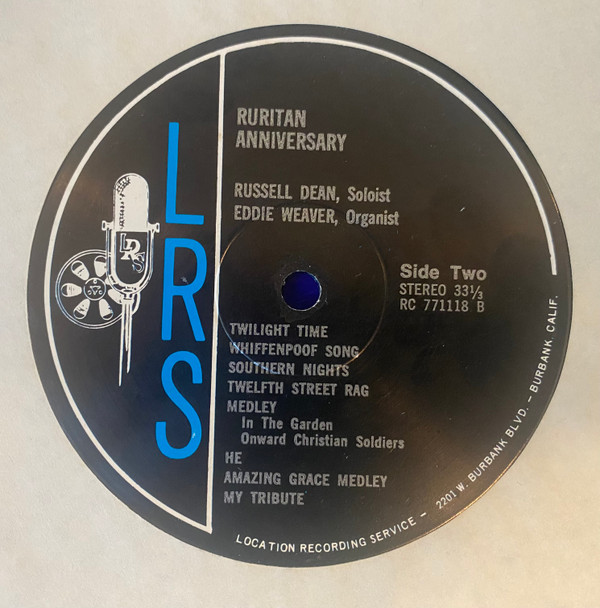 RURITAN
ANNIVERSARY
RUSSELL DEAN, Soloist
EDDIE WEAVER, Organist
LRS
LRS
Side Two
STEREO 33⅓
RC 771118 B
TWILIGHT TIME
WHIFFENPOOF SONG
SOUTHERN NIGHTS
TWELFTH STREET RAG
MEDLEY
In The Garden
Onward Christian Soldiers
HE
AMAZING GRACE MEDLEY
MY TRIBUTE
LOCATION RECORDING SERVICE – 2201 W. BURBANK BLVD. – BURBANK, CALIF.